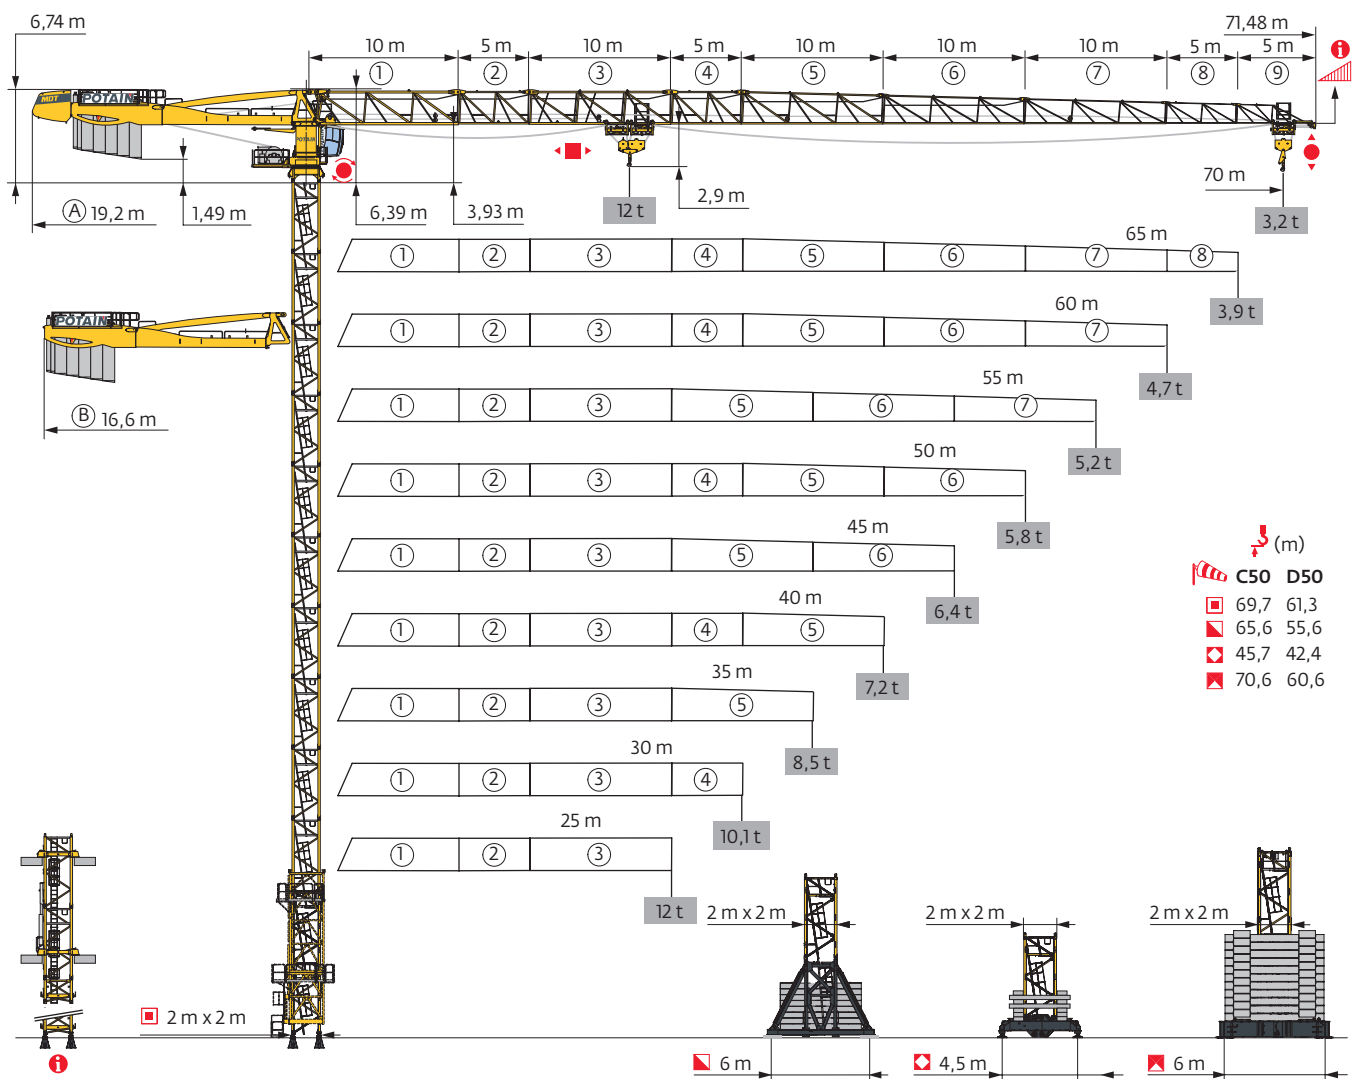 6,74 m
71,48 m
10 m 5 m 10 m 5 m 10 m 10 m 10 m 5 m 5 m
1 2 3 4 5 6 7 8 9
i
MDT POTAIN
POTAIN
A 19,2 m
1,49 m
6,39 m
3,93 m
12 t
2,9 m
70 m
3,2 t
65 m
1 2 3 4 5 6 7 8
3,9 t
POTAIN
B 16,6 m
60 m
1 2 3 4 5 6 7
4,7 t
55 m
1 2 3 5 6 7
5,2 t
50 m
1 2 3 4 5 6
5,8 t
45 m
1 2 3 5 6
6,4 t
40 m
1 2 3 4 5
7,2 t
35 m
1 2 3 5
8,5 t
30 m
1 2 3 4
10,1 t
25 m
1 2 3
12 t
(m)
C50 D50
69,7 61,3
65,6 55,6
45,7 42,4
70,6 60,6
2 m x 2 m
2 m x 2 m
2 m x 2 m
2 m x 2 m
i
6 m
4,5 m
6 m